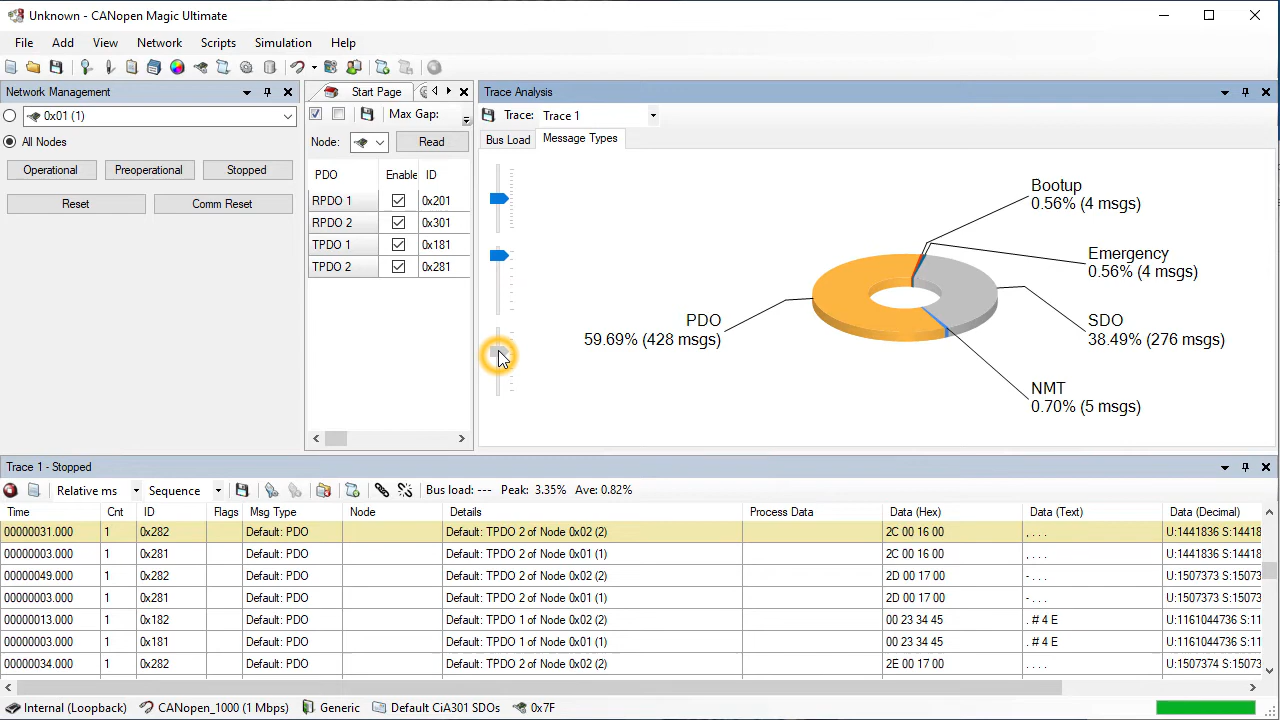 Unknown - CANopen Magic Ultimate
File Add View Network Scripts Simulation Help
Network Management
0x01 (1)
All Nodes
Operational Preoperational Stopped
Reset Comm Reset
Start Page
Max Gap:
Node: Read
PDO Enable ID
RPDO 1 0x201
RPDO 2 0x301
TPDO 1 0x181
TPDO 2 0x281
Trace Analysis
Trace: Trace 1
Bus Load Message Types
Bootup
0.56% (4 msgs)
Emergency
0.56% (4 msgs)
PDO
59.69% (428 msgs)
SDO
38.49% (276 msgs)
NMT
0.70% (5 msgs)
Trace 1 - Stopped
Relative ms Sequence Bus load: --- Peak: 3.35% Ave: 0.82%
Time Cnt ID Flags Msg Type Node Details Process Data Data (Hex) Data (Text) Data (Decimal)
00000031.000 1 0x282 Default: PDO Default: TPDO 2 of Node 0x02 (2) 2C 00 16 00 , . . . U:1441836 S:14418
00000003.000 1 0x281 Default: PDO Default: TPDO 2 of Node 0x01 (1) 2C 00 16 00 , . . . U:1441836 S:14418
00000049.000 1 0x282 Default: PDO Default: TPDO 2 of Node 0x02 (2) 2D 00 17 00 - . . . U:1507373 S:15073
00000003.000 1 0x281 Default: PDO Default: TPDO 2 of Node 0x01 (1) 2D 00 17 00 - . . . U:1507373 S:15073
00000013.000 1 0x182 Default: PDO Default: TPDO 1 of Node 0x02 (2) 00 23 34 45 . # 4 E U:1161044736 S:11
00000003.000 1 0x181 Default: PDO Default: TPDO 1 of Node 0x01 (1) 00 23 34 45 . # 4 E U:1161044736 S:11
00000034.000 1 0x282 Default: PDO Default: TPDO 2 of Node 0x02 (2) 2E 00 17 00 . . . . U:1507374 S:15073
Internal (Loopback) CANopen_1000 (1 Mbps) Generic Default CiA301 SDOs 0x7F